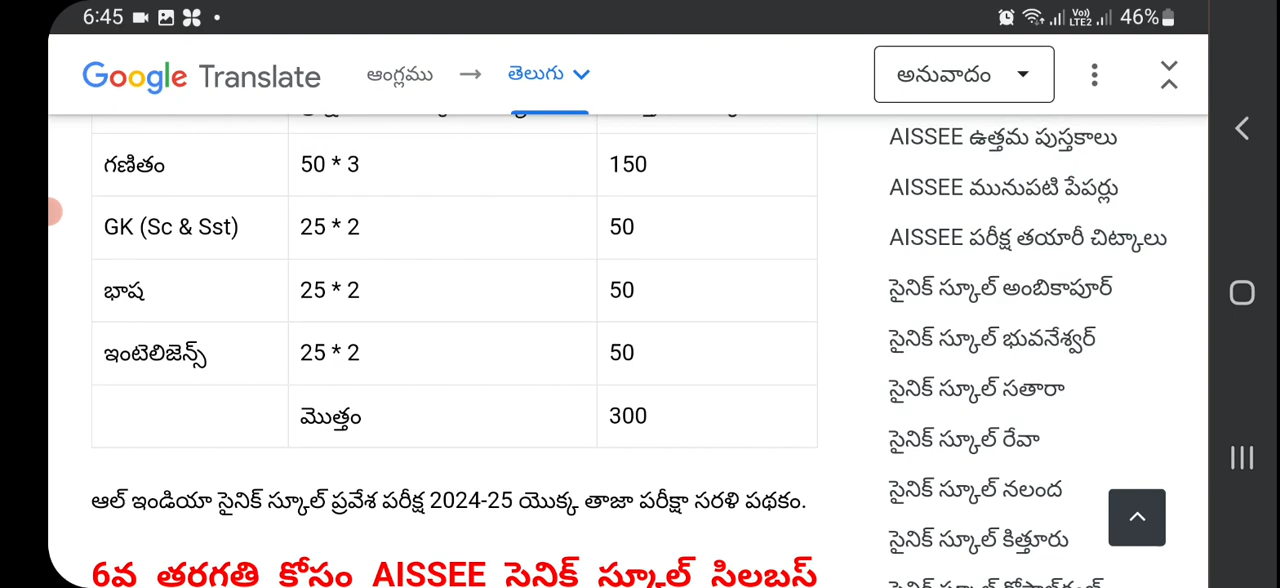 6:45 Vo) LTE2 46%
Google Translate ఆంగ్లము → తెలుగు అనువాదం
గణితం 50 * 3 150
GK (Sc & Sst) 25 * 2 50
భాష 25 * 2 50
ఇంటెలిజెన్స్ 25 * 2 50
మొత్తం 300
ఆల్ ఇండియా సైనిక్ స్కూల్ ప్రవేశ పరీక్ష 2024-25 యొక్క తాజా పరీక్షా సరళి పథకం.
6వ తరగతి కోసం AISSEE సైనిక్ స్కూల్ సిలబస్
AISSEE ఉత్తమ పుస్తకాలు
AISSEE మునుపటి పేపర్లు
AISSEE పరీక్ష తయారీ చిట్కాలు
సైనిక్ స్కూల్ అంబికాపూర్
సైనిక్ స్కూల్ భువనేశ్వర్
సైనిక్ స్కూల్ సతారా
సైనిక్ స్కూల్ రేవా
సైనిక్ స్కూల్ నలంద
సైనిక్ స్కూల్ కిత్తూరు